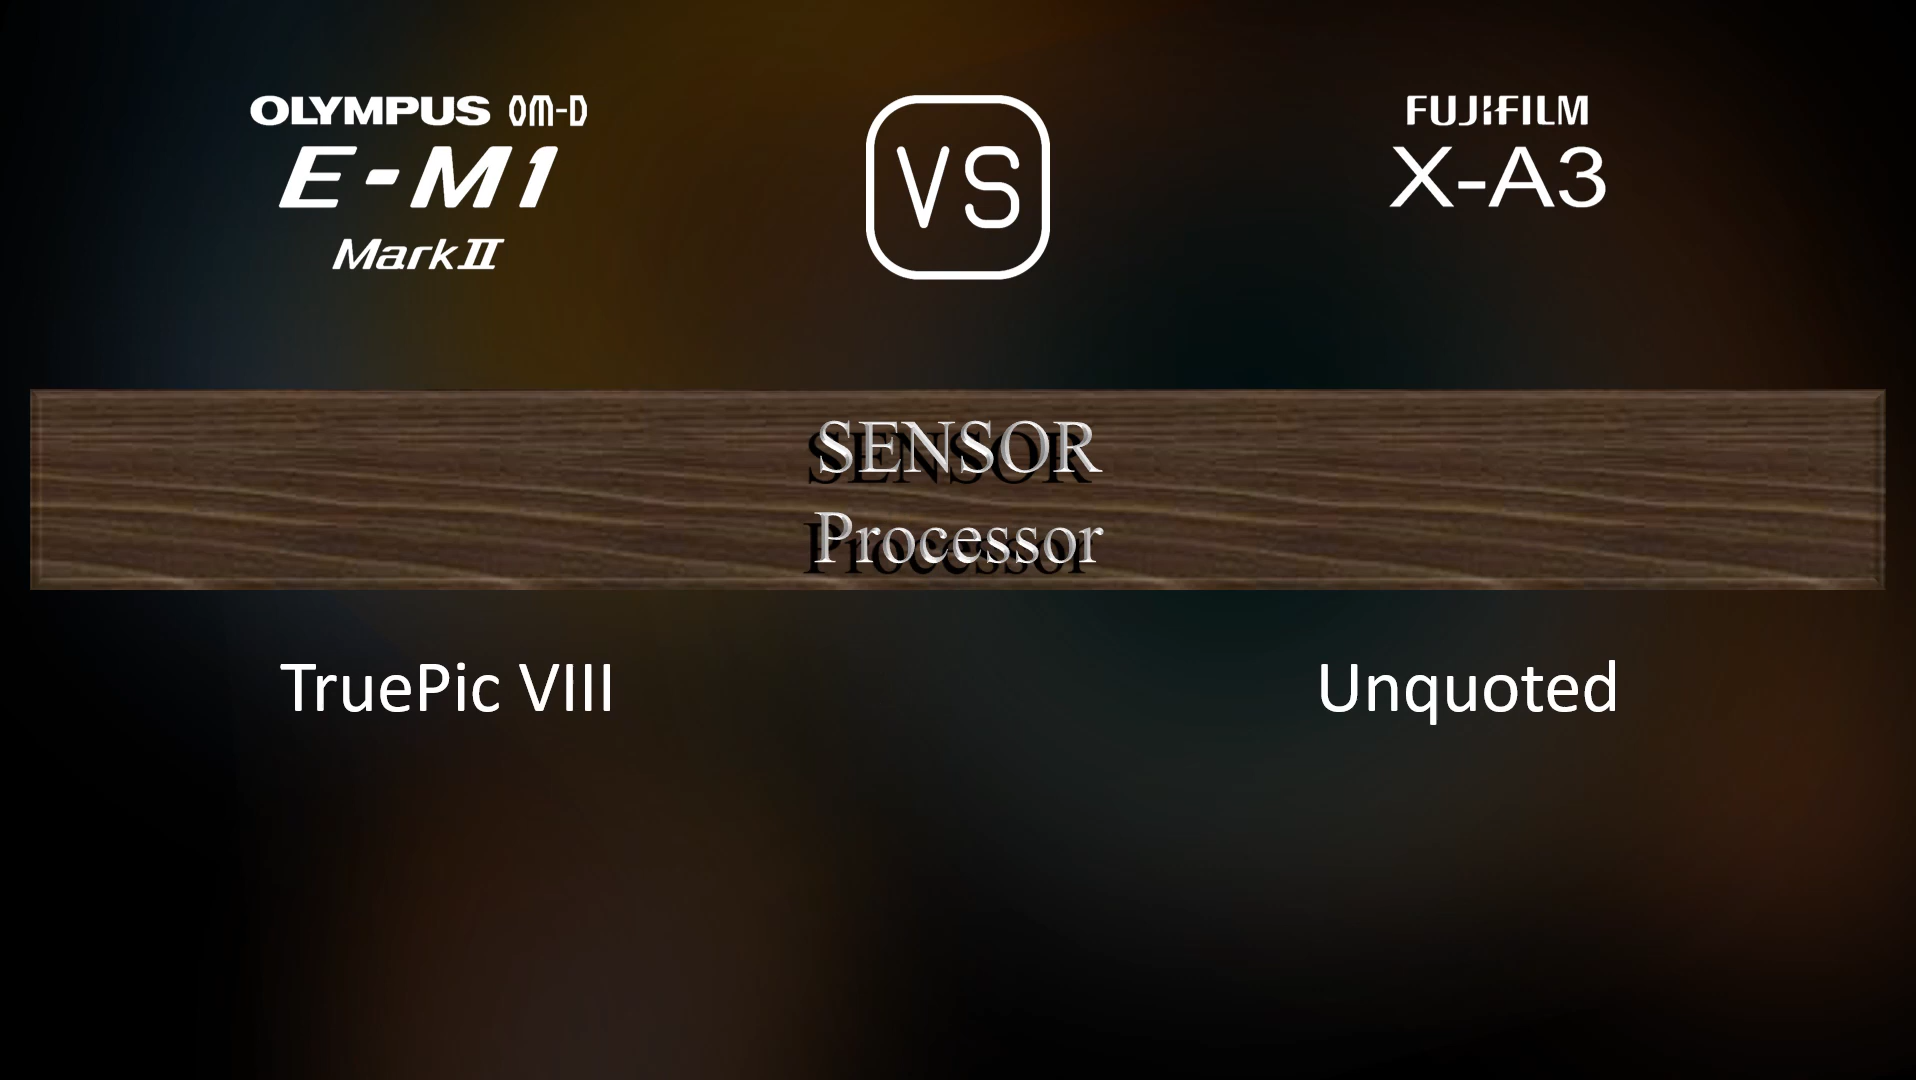 OLYMPUS OM-D
E-M1
Mark II
VS
FUJIFILM
X-A3
SENSOR
Processor
TruePic VIII
Unquoted